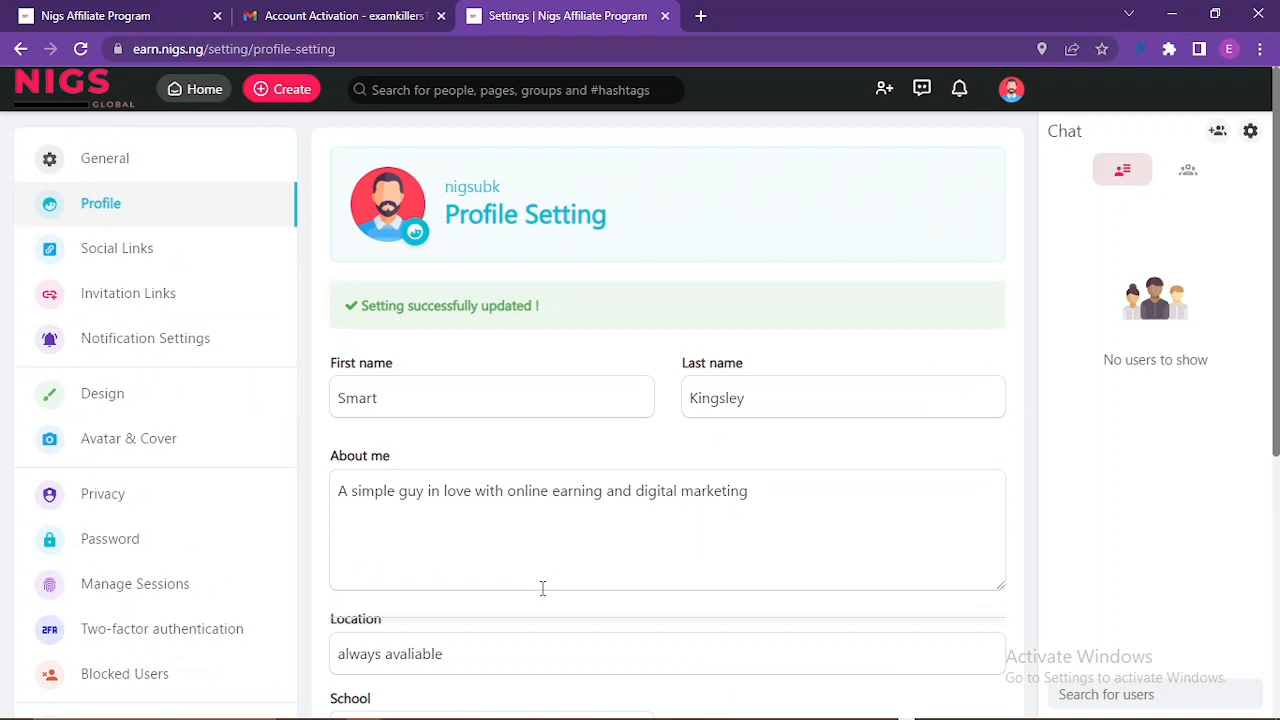 Nigs Affiliate Program
Account Activation - examkillers1
Settings | Nigs Affiliate Program
earn.nigs.ng/setting/profile-setting
E
NIGS
GLOBAL
Home
Create
Search for people, pages, groups and #hashtags
General
Profile
Social Links
Invitation Links
Notification Settings
Design
Avatar & Cover
Privacy
Password
Manage Sessions
2FA Two-factor authentication
Blocked Users
nigsubk
Profile Setting
Setting successfully updated !
First name
Smart
Last name
Kingsley
About me
A simple guy in love with online earning and digital marketing
Location
always avaliable
School
Chat
No users to show
Activate Windows
Go to Settings to activate Windows.
Search for users